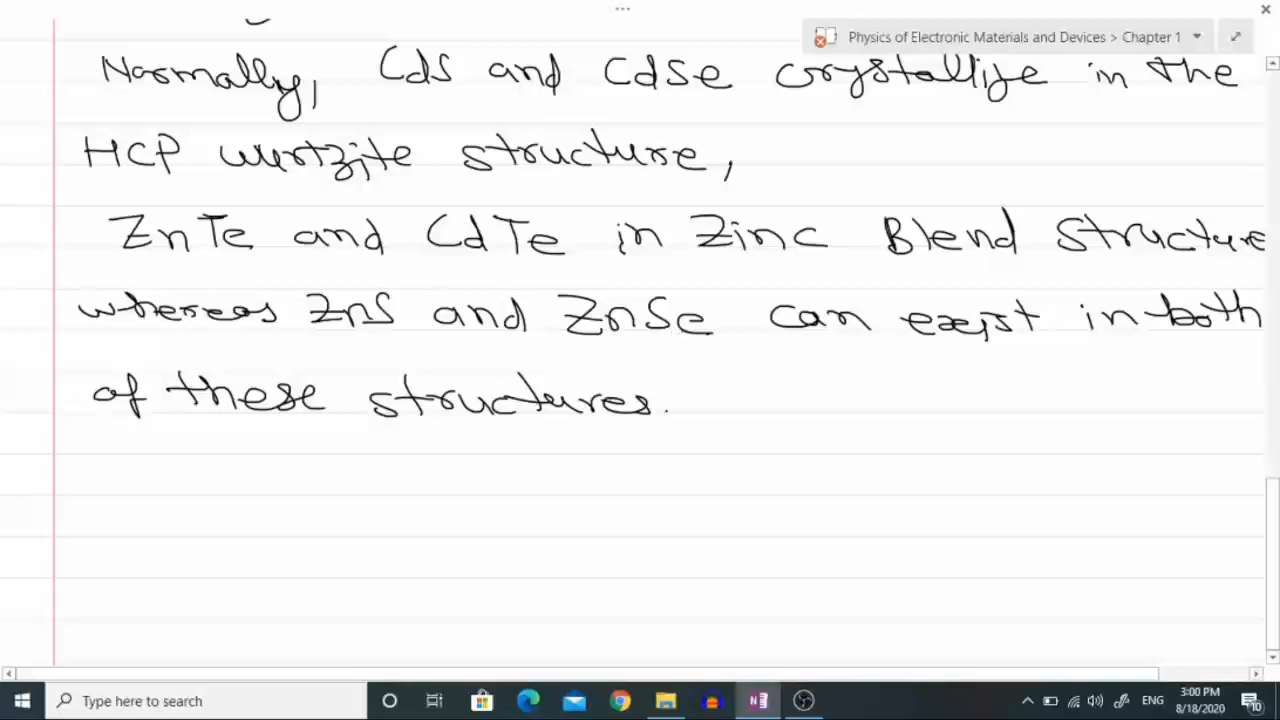 Physics of Electronic Materials and Devices > Chapter 1
Normally, CdS and CdSe crystallize in the
HCP wurtzite structure,
ZnTe and CdTe in Zinc Blend structure
whereas ZnS and ZnSe can exist in both
of these structures.
Type here to search
ENG
3:00 PM
8/18/2020
10